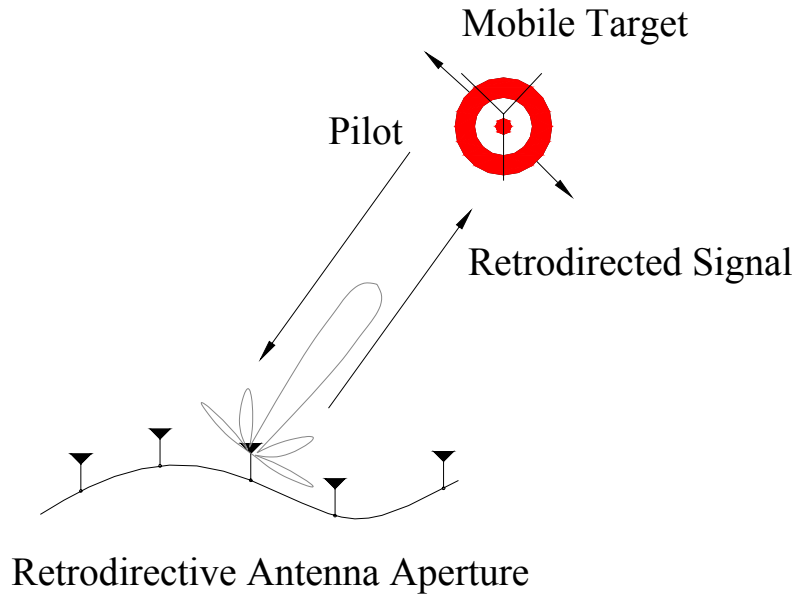 Mobile Target
Pilot
Retrodirected Signal
Retrodirective Antenna Aperture